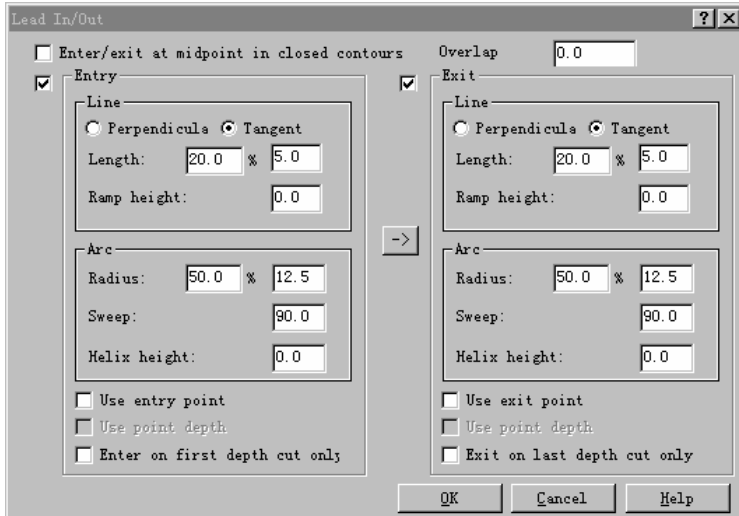 Lead In/Out
Enter/exit at midpoint in closed contours Overlap 0.0
Entry
Line
Perpendicula Tangent
Length: 20.0 % 5.0
Ramp height: 0.0
Arc
Radius: 50.0 % 12.5
Sweep: 90.0
Helix height: 0.0
Use entry point
Use point depth
Enter on first depth cut only
->
Exit
Line
Perpendicula Tangent
Length: 20.0 % 5.0
Ramp height: 0.0
Arc
Radius: 50.0 % 12.5
Sweep: 90.0
Helix height: 0.0
Use exit point
Use point depth
Exit on last depth cut only
OK Cancel Help